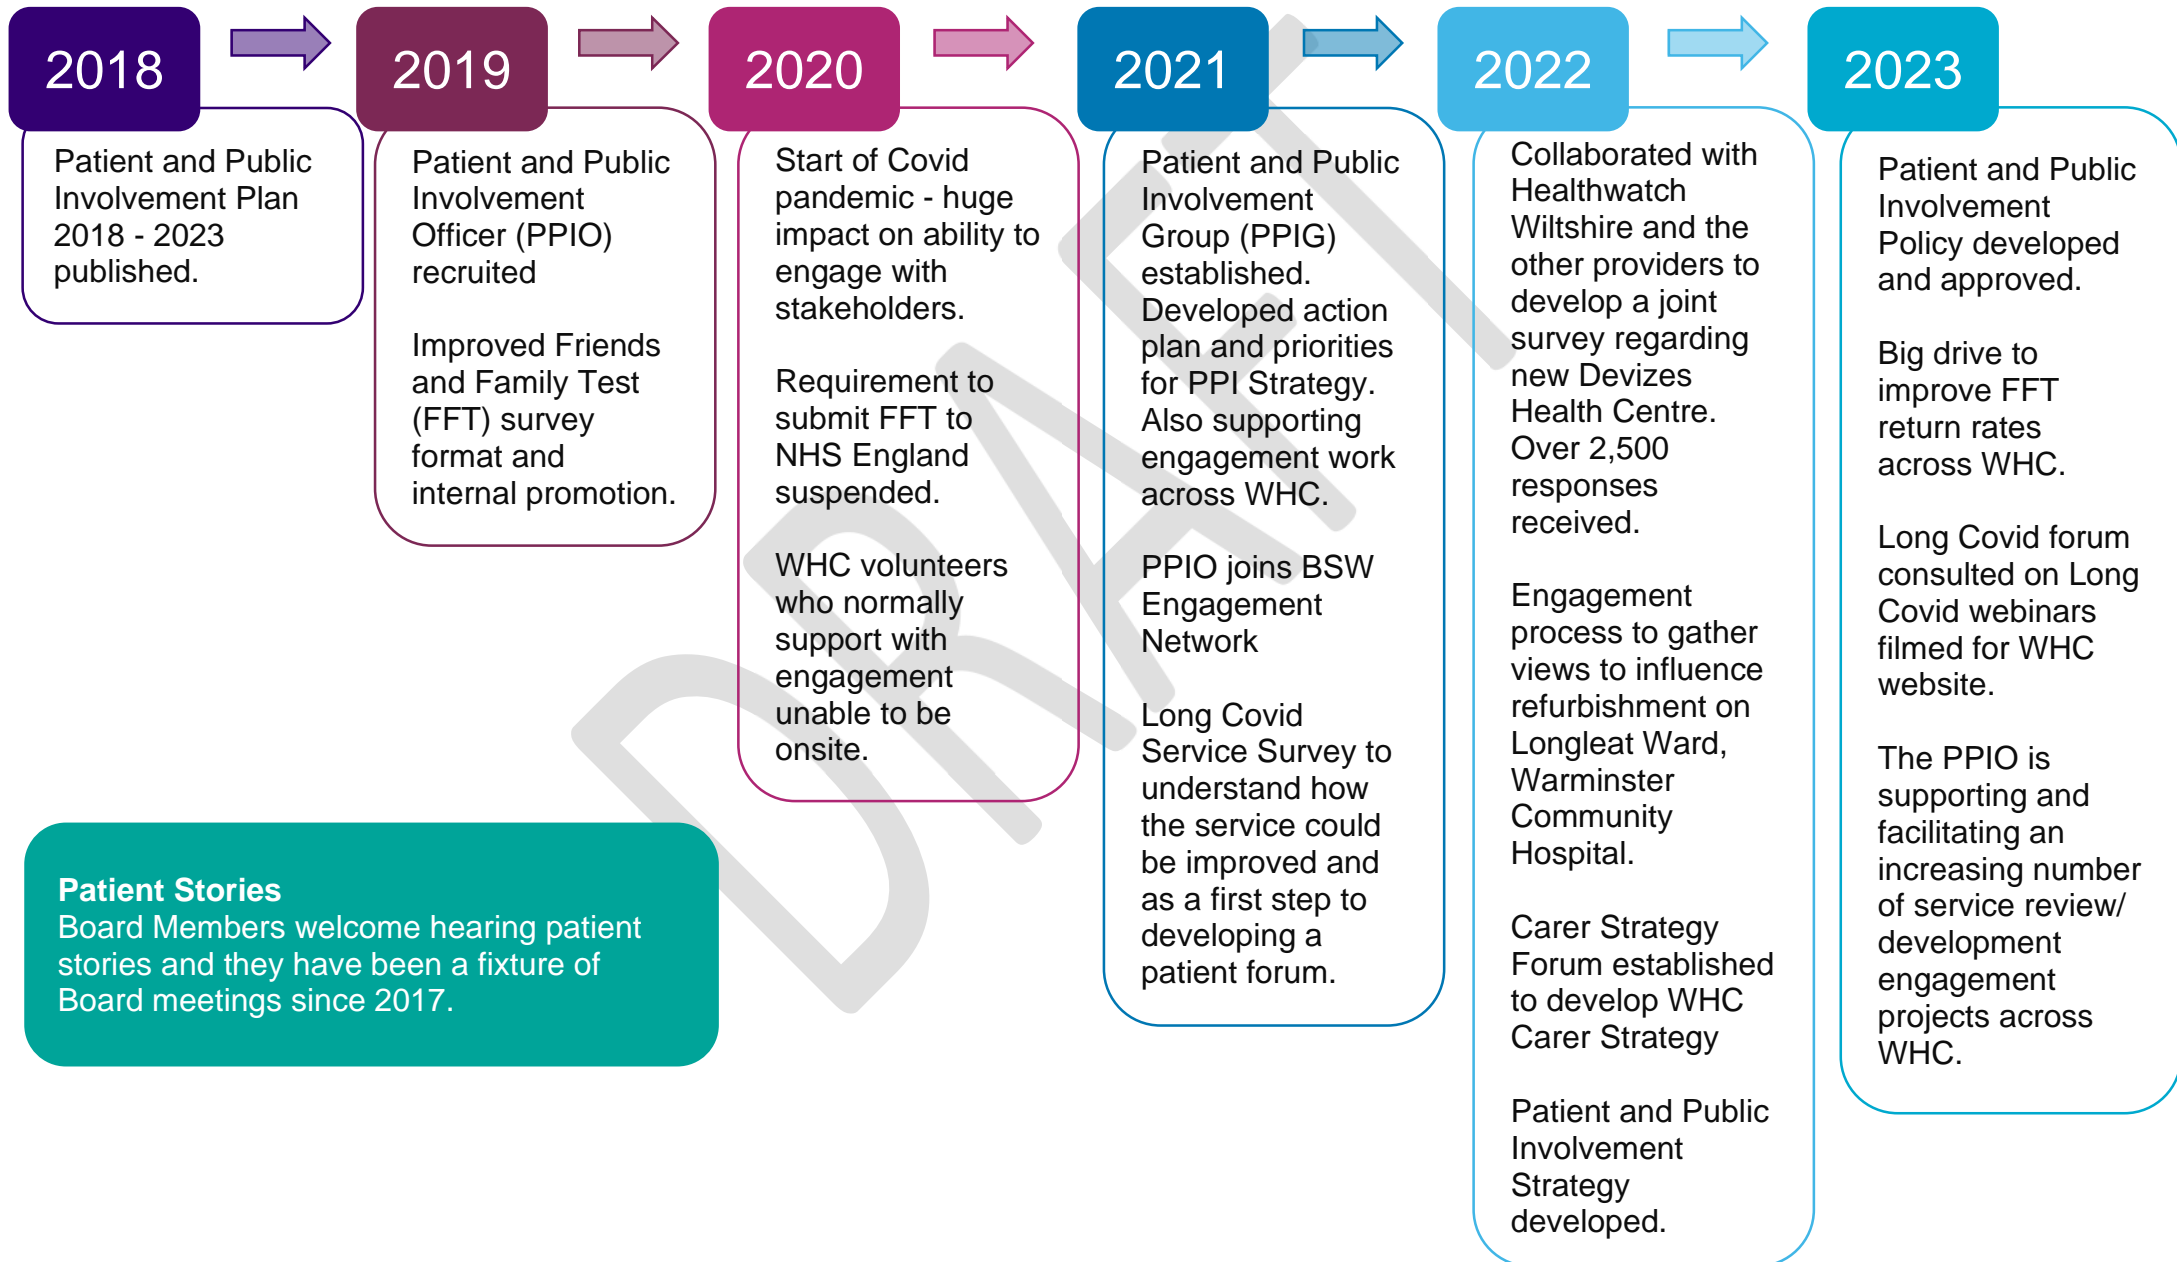 2018
Patient and Public
Involvement Plan
2018 - 2023
published.
2019
Patient and Public
Involvement
Officer (PPIO)
recruited
Improved Friends
and Family Test
(FFT) survey
format and
internal promotion.
2020
Start of Covid
pandemic - huge
impact on ability to
engage with
stakeholders.
Requirement to
submit FFT to
NHS England
suspended.
WHC volunteers
who normally
support with
engagement
unable to be
onsite.
2021
Patient and Public
Involvement
Group (PPIG)
established.
Developed action
plan and priorities
for PPI Strategy.
Also supporting
engagement work
across WHC.
PPIO joins BSW
Engagement
Network
Long Covid
Service Survey to
understand how
the service could
be improved and
as a first step to
developing a
patient forum.
2022
Collaborated with
Healthwatch
Wiltshire and the
other providers to
develop a joint
survey regarding
new Devizes
Health Centre.
Over 2,500
responses
received.
Engagement
process to gather
views to influence
refurbishment on
Longleat Ward,
Warminster
Community
Hospital.
Carer Strategy
Forum established
to develop WHC
Carer Strategy
Patient and Public
Involvement
Strategy
developed.
2023
Patient and Public
Involvement
Policy developed
and approved.
Big drive to
improve FFT
return rates
across WHC.
Long Covid forum
consulted on Long
Covid webinars
filmed for WHC
website.
The PPIO is
supporting and
facilitating an
increasing number
of service review/
development
engagement
projects across
WHC.
Patient Stories
Board Members welcome hearing patient
stories and they have been a fixture of
Board meetings since 2017.
DRAFT